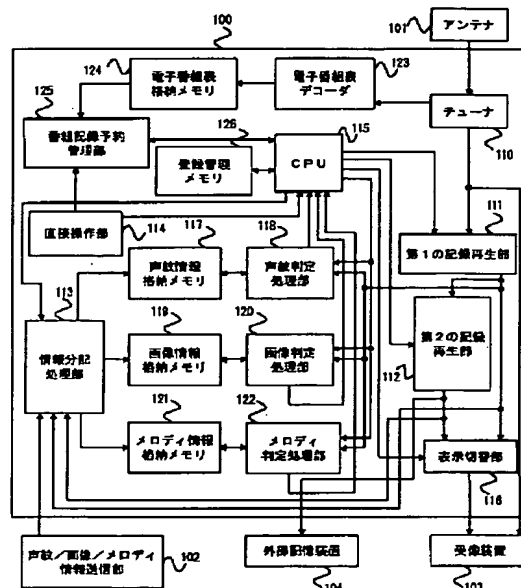 100
101
アンテナ
124
電子番組表
格納メモリ
電子番組表
デコーダ
123
125
番組記録予約
管理部
126
登録管理
メモリ
115
CPU
チューナ
110
直接操作部
114
117
118
111
第1の記録再生部
113
声紋情報
格納メモリ
声紋判定
処理部
119
120
情報分配
処理部
画像情報
格納メモリ
画像判定
処理部
第2の記録
再生部
112
121
122
メロディ情報
格納メモリ
メロディ
判定処理部
表示切替部
116
声紋/画像/メロディ
情報送信部
102
外部記憶装置
104
受像装置
103